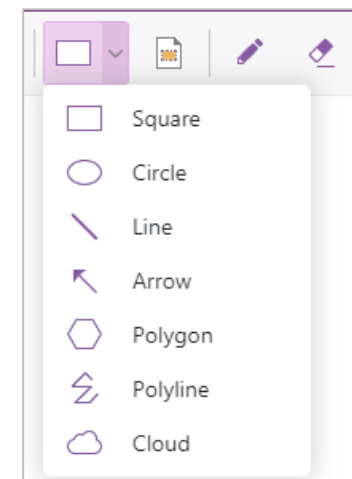 Square
Circle
Line
Arrow
Polygon
Polyline
Cloud